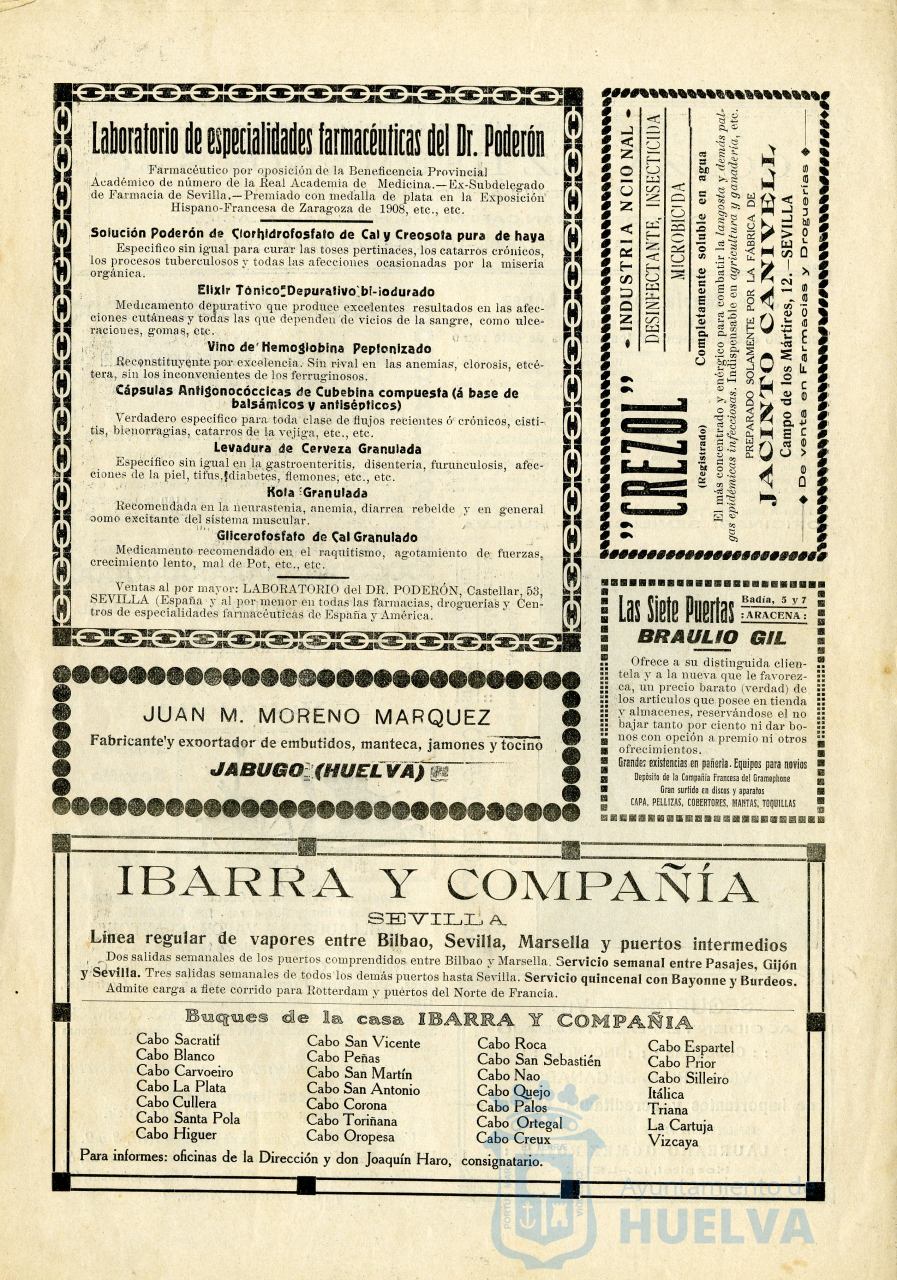 Laboratorio de especialidades farmacéuticas del Dr. Poderón
Farmacéutico por oposición de la Beneficencia Provincial
Académico de número de la Real Academia de Medicina.—Ex-Subdelegado
de Farmacia de Sevilla.—Premiado con medalla de plata en la Exposición
Hispano-Francesa de Zaragoza de 1908, etc., etc.
Solución Poderón de Clorhidrofosfato de Cal y Creosota pura de haya
Especifico sin igual para curar las toses pertinaces, los catarros crónicos,
los procesos tuberculosos y todas las afecciones ocasionadas por la miseria
orgánica.
Elixir Tónico Depurativo bi-iodurado
Medicamento depurativo que produce excelentes resultados en las afec-
ciones cutáneas y todas las que dependen de vicios de la sangre, como ulce-
raciones, gomas, etc.
Vino de Hemoglobina Peptonizado
Reconstituyente por excelencia. Sin rival en las anemias, clorosis, etcé-
tera, sin los inconvenientes de los ferruginosos.
Cápsulas Antigonocóccicas de Cubebina compuesta (á base de
balsámicos y antisépticos)
Verdadero especifico para toda clase de flujos recientes ó crónicos, cisti-
tis, blenorragias, catarros de la vejiga, etc., etc.
Levadura de Cerveza Granulada
Especifico sin igual en la gastroenteritis, disenteria, furunculosis, afec-
ciones de la piel, tifus, diabetes, flemones, etc., etc.
Kola Granulada
Recomendada en la neurastenia, anemia, diarrea rebelde y en general
como excitante del sistema muscular.
Glicerofosfato de Cal Granulado
Medicamento recomendado en el raquitismo, agotamiento de fuerzas,
crecimiento lento, mal de Pot, etc., etc.
Ventas al por mayor: LABORATORIO del DR. PODERÓN, Castellar, 53,
SEVILLA (España y al por menor en todas las farmacias, droguerías y Cen-
tros de especialidades farmacéuticas de España y América.
„CREZOL”
(Registrado)
- INDUSTRIA NCIONAL -
DESINFECTANTE, INSECTICIDA
MICROBICIDA
Completamente soluble en agua
El más concentrado y enérgico para combatir la langosta y demás pla-
gas epidémicas infecciosas. Indispensable en agricultura y ganadería, etc.
PREPARADO SOLAMENTE POR LA FÁBRICA DE
JACINTO CANIVELL
Campo de los Mártires, 12.—SEVILLA
◆ De venta en Farmacias y Droguerías ◆
Las Siete Puertas
Badía, 5 y 7
: ARACENA :
BRAULIO GIL
Ofrece a su distinguida clien-
tela y a la nueva que le favorez-
ca, un precio barato (verdad) de
los artículos que posee en tienda
y almacenes, reservándose el no
bajar tanto por ciento ni dar bo-
nos con opción a premio ni otros
ofrecimientos.
Grandes existencias en pañería. Equipos para novios
Depósito de la Compañía Francesa del Gramophone
Gran surtido en discos y aparatos
CAPA, PELLIZAS, COBERTORES, MANTAS, TOQUILLAS
JUAN M. MORENO MARQUEZ
Fabricante y exportador de embutidos, manteca, jamones y tocino
JABUGO (HUELVA)
IBARRA Y COMPAÑÍA
SEVILLA
Línea regular de vapores entre Bilbao, Sevilla, Marsella y puertos intermedios
Dos salidas semanales de los puertos comprendidos entre Bilbao y Marsella. Servicio semanal entre Pasajes, Gijón
y Sevilla. Tres salidas semanales de todos los demás puertos hasta Sevilla. Servicio quincenal con Bayonne y Burdeos.
Admite carga a flete corrido para Rotterdam y puertos del Norte de Francia.
Buques de la casa IBARRA Y COMPAÑIA
Cabo Sacratif
Cabo Blanco
Cabo Carvoeiro
Cabo La Plata
Cabo Cullera
Cabo Santa Pola
Cabo Higuer
Cabo San Vicente
Cabo Peñas
Cabo San Martín
Cabo San Antonio
Cabo Corona
Cabo Toriñana
Cabo Oropesa
Cabo Roca
Cabo San Sebastién
Cabo Nao
Cabo Quejo
Cabo Palos
Cabo Ortegal
Cabo Creux
Cabo Espartel
Cabo Prior
Cabo Silleiro
Itálica
Triana
La Cartuja
Vizcaya
Para informes: oficinas de la Dirección y don Joaquín Haro, consignatario.
Ayuntamiento de
HUELVA